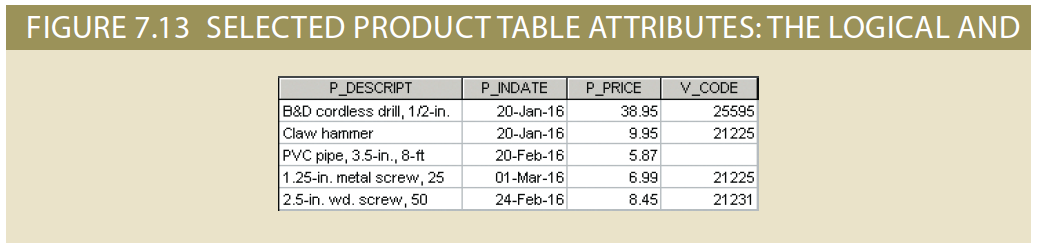 FIGURE 7.13 SELECTED PRODUCT TABLE ATTRIBUTES: THE LOGICAL AND
P_DESCRIPT P_INDATE P_PRICE V_CODE
B&D cordless drill, 1/2-in. 20-Jan-16 38.95 25595
Claw hammer 20-Jan-16 9.95 21225
PVC pipe, 3.5-in., 8-ft 20-Feb-16 5.87
1.25-in. metal screw, 25 01-Mar-16 6.99 21225
2.5-in. wd. screw, 50 24-Feb-16 8.45 21231